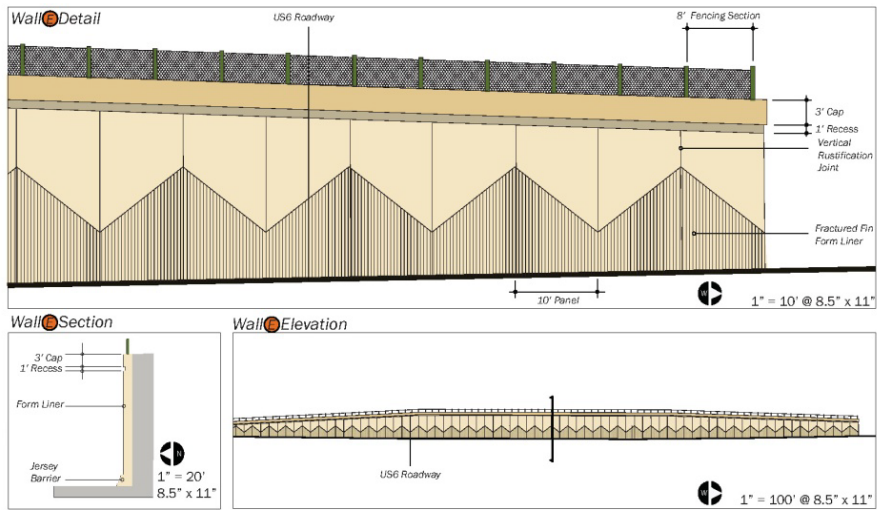 Wall E Detail
US6 Roadway
8' Fencing Section
3' Cap
1' Recess
Vertical
Rustification
Joint
Fractured Fin
Form Liner
10' Panel
W
1" = 10' @ 8.5" x 11"
Wall E Section
3' Cap
1' Recess
Form Liner
Jersey
Barrier
N
1" = 20'
8.5" x 11"
Wall E Elevation
US6 Roadway
W
1" = 100' @ 8.5" x 11"